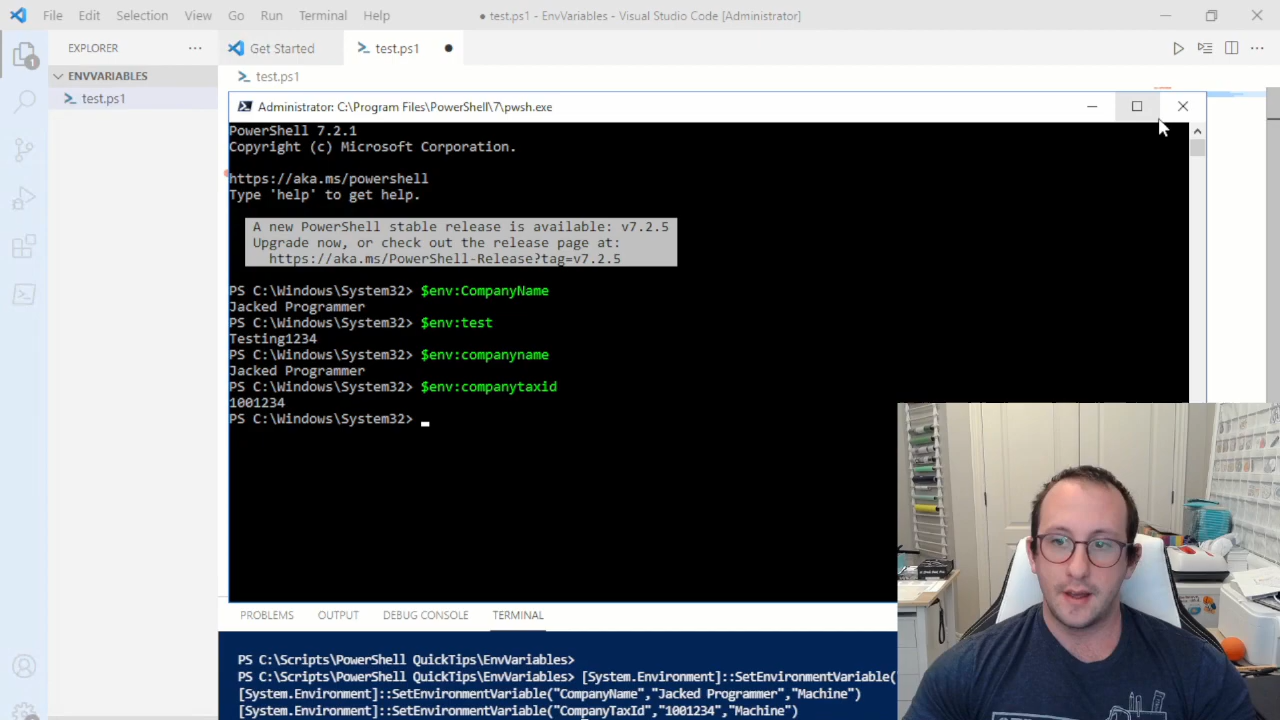 File Edit Selection View Go Run Terminal Help
● test.ps1 - EnvVariables - Visual Studio Code [Administrator]
EXPLORER ···
Get Started
test.ps1 ●
ENVVARIABLES
test.ps1
test.ps1
1
Administrator: C:\Program Files\PowerShell\7\pwsh.exe
PowerShell 7.2.1
Copyright (c) Microsoft Corporation.
https://aka.ms/powershell
Type 'help' to get help.
A new PowerShell stable release is available: v7.2.5
Upgrade now, or check out the release page at:
https://aka.ms/PowerShell-Release?tag=v7.2.5
PS C:\Windows\System32> $env:CompanyName
Jacked Programmer
PS C:\Windows\System32> $env:test
Testing1234
PS C:\Windows\System32> $env:companyname
Jacked Programmer
PS C:\Windows\System32> $env:companytaxid
1001234
PS C:\Windows\System32>
PROBLEMS OUTPUT DEBUG CONSOLE TERMINAL
PS C:\Scripts\PowerShell QuickTips\EnvVariables>
PS C:\Scripts\PowerShell QuickTips\EnvVariables> [System.Environment]::SetEnvironmentVariable(
[System.Environment]::SetEnvironmentVariable("CompanyName","Jacked Programmer","Machine")
[System.Environment]::SetEnvironmentVariable("CompanyTaxId","1001234","Machine")